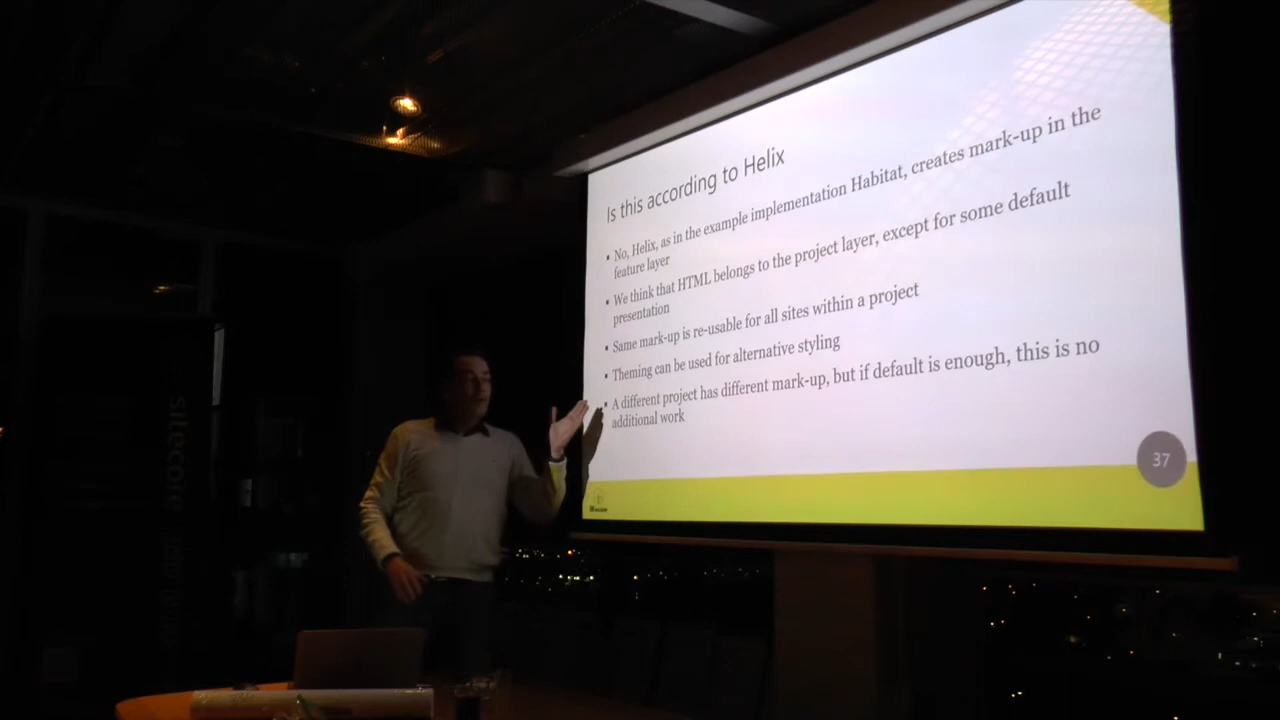 Is this according to Helix
▪ No, Helix, as in the example implementation Habitat, creates mark-up in the
feature layer
▪ We think that HTML belongs to the project layer, except for some default
presentation
▪ Same mark-up is re-usable for all sites within a project
▪ Theming can be used for alternative styling
▪ A different project has different mark-up, but if default is enough, this is no
additional work
37
sitecore